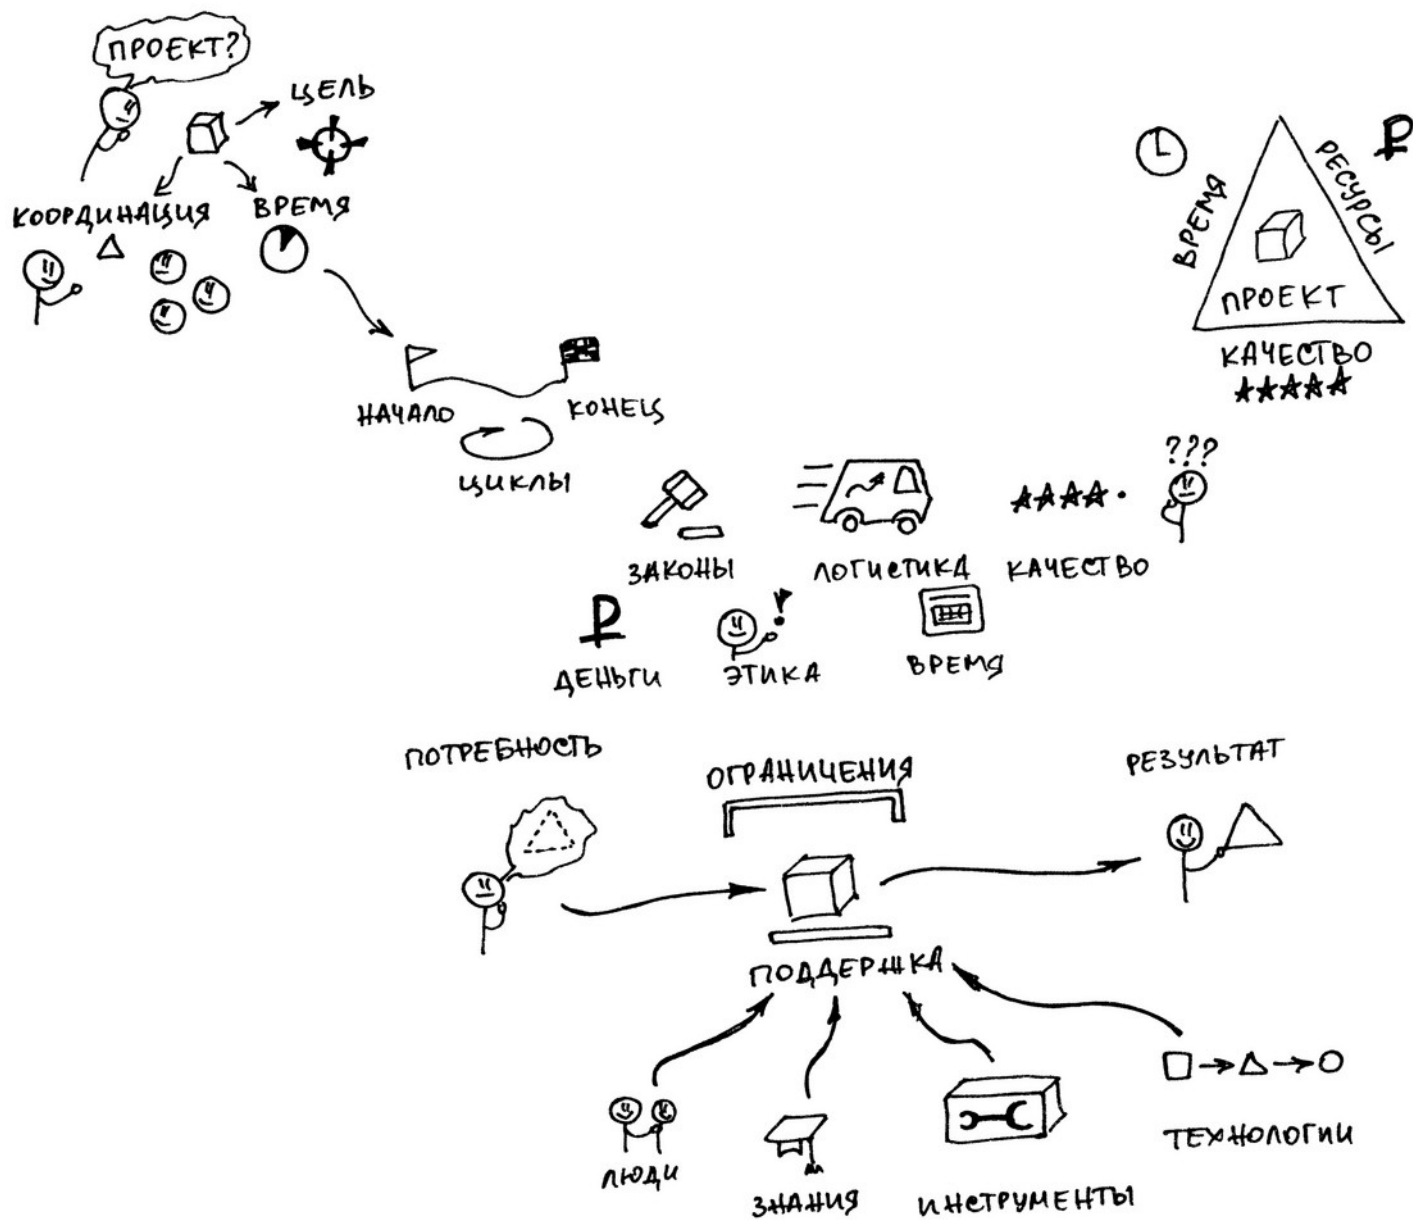 ПРОЕКТ?
ЦЕЛЬ
КООРДИНАЦИЯ
ВРЕМЯ
НАЧАЛО
КОНЕЦ
ЦИКЛЫ
ВРЕМЯ
РЕСУРСЫ
₽
ПРОЕКТ
КАЧЕСТВО
???
ЗАКОНЫ
ЛОГИСТИКА
КАЧЕСТВО
₽
!
ДЕНЬГИ
ЭТИКА
ВРЕМЯ
ПОТРЕБНОСТЬ
ОГРАНИЧЕНИЯ
РЕЗУЛЬТАТ
ПОДДЕРЖКА
ЛЮДИ
ЗНАНИЯ
ИНСТРУМЕНТЫ
ТЕХНОЛОГИИ